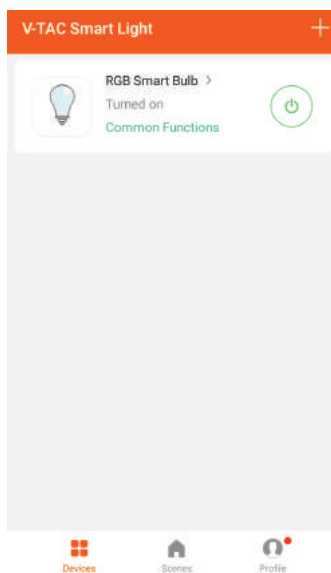 V-TAC Smart Light
RGB Smart Bulb >
Turned on
Common Functions
Devices
Scenes
Profile